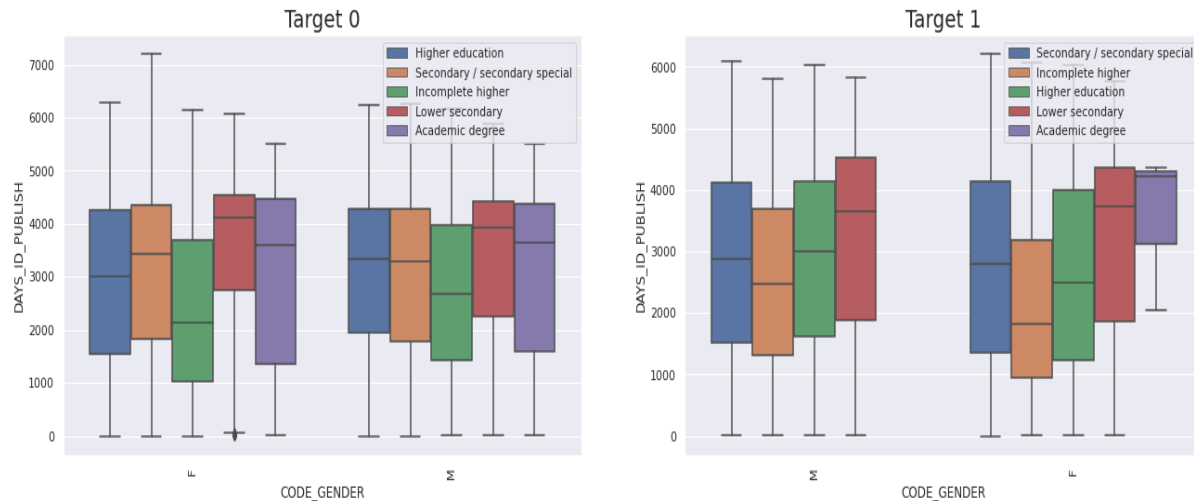 Target 0
DAYS_ID_PUBLISH
7000
6000
5000
4000
3000
2000
1000
0
Higher education
Secondary / secondary special
Incomplete higher
Lower secondary
Academic degree
F
M
CODE_GENDER
Target 1
DAYS_ID_PUBLISH
6000
5000
4000
3000
2000
1000
0
Secondary / secondary special
Incomplete higher
Higher education
Lower secondary
Academic degree
M
F
CODE_GENDER